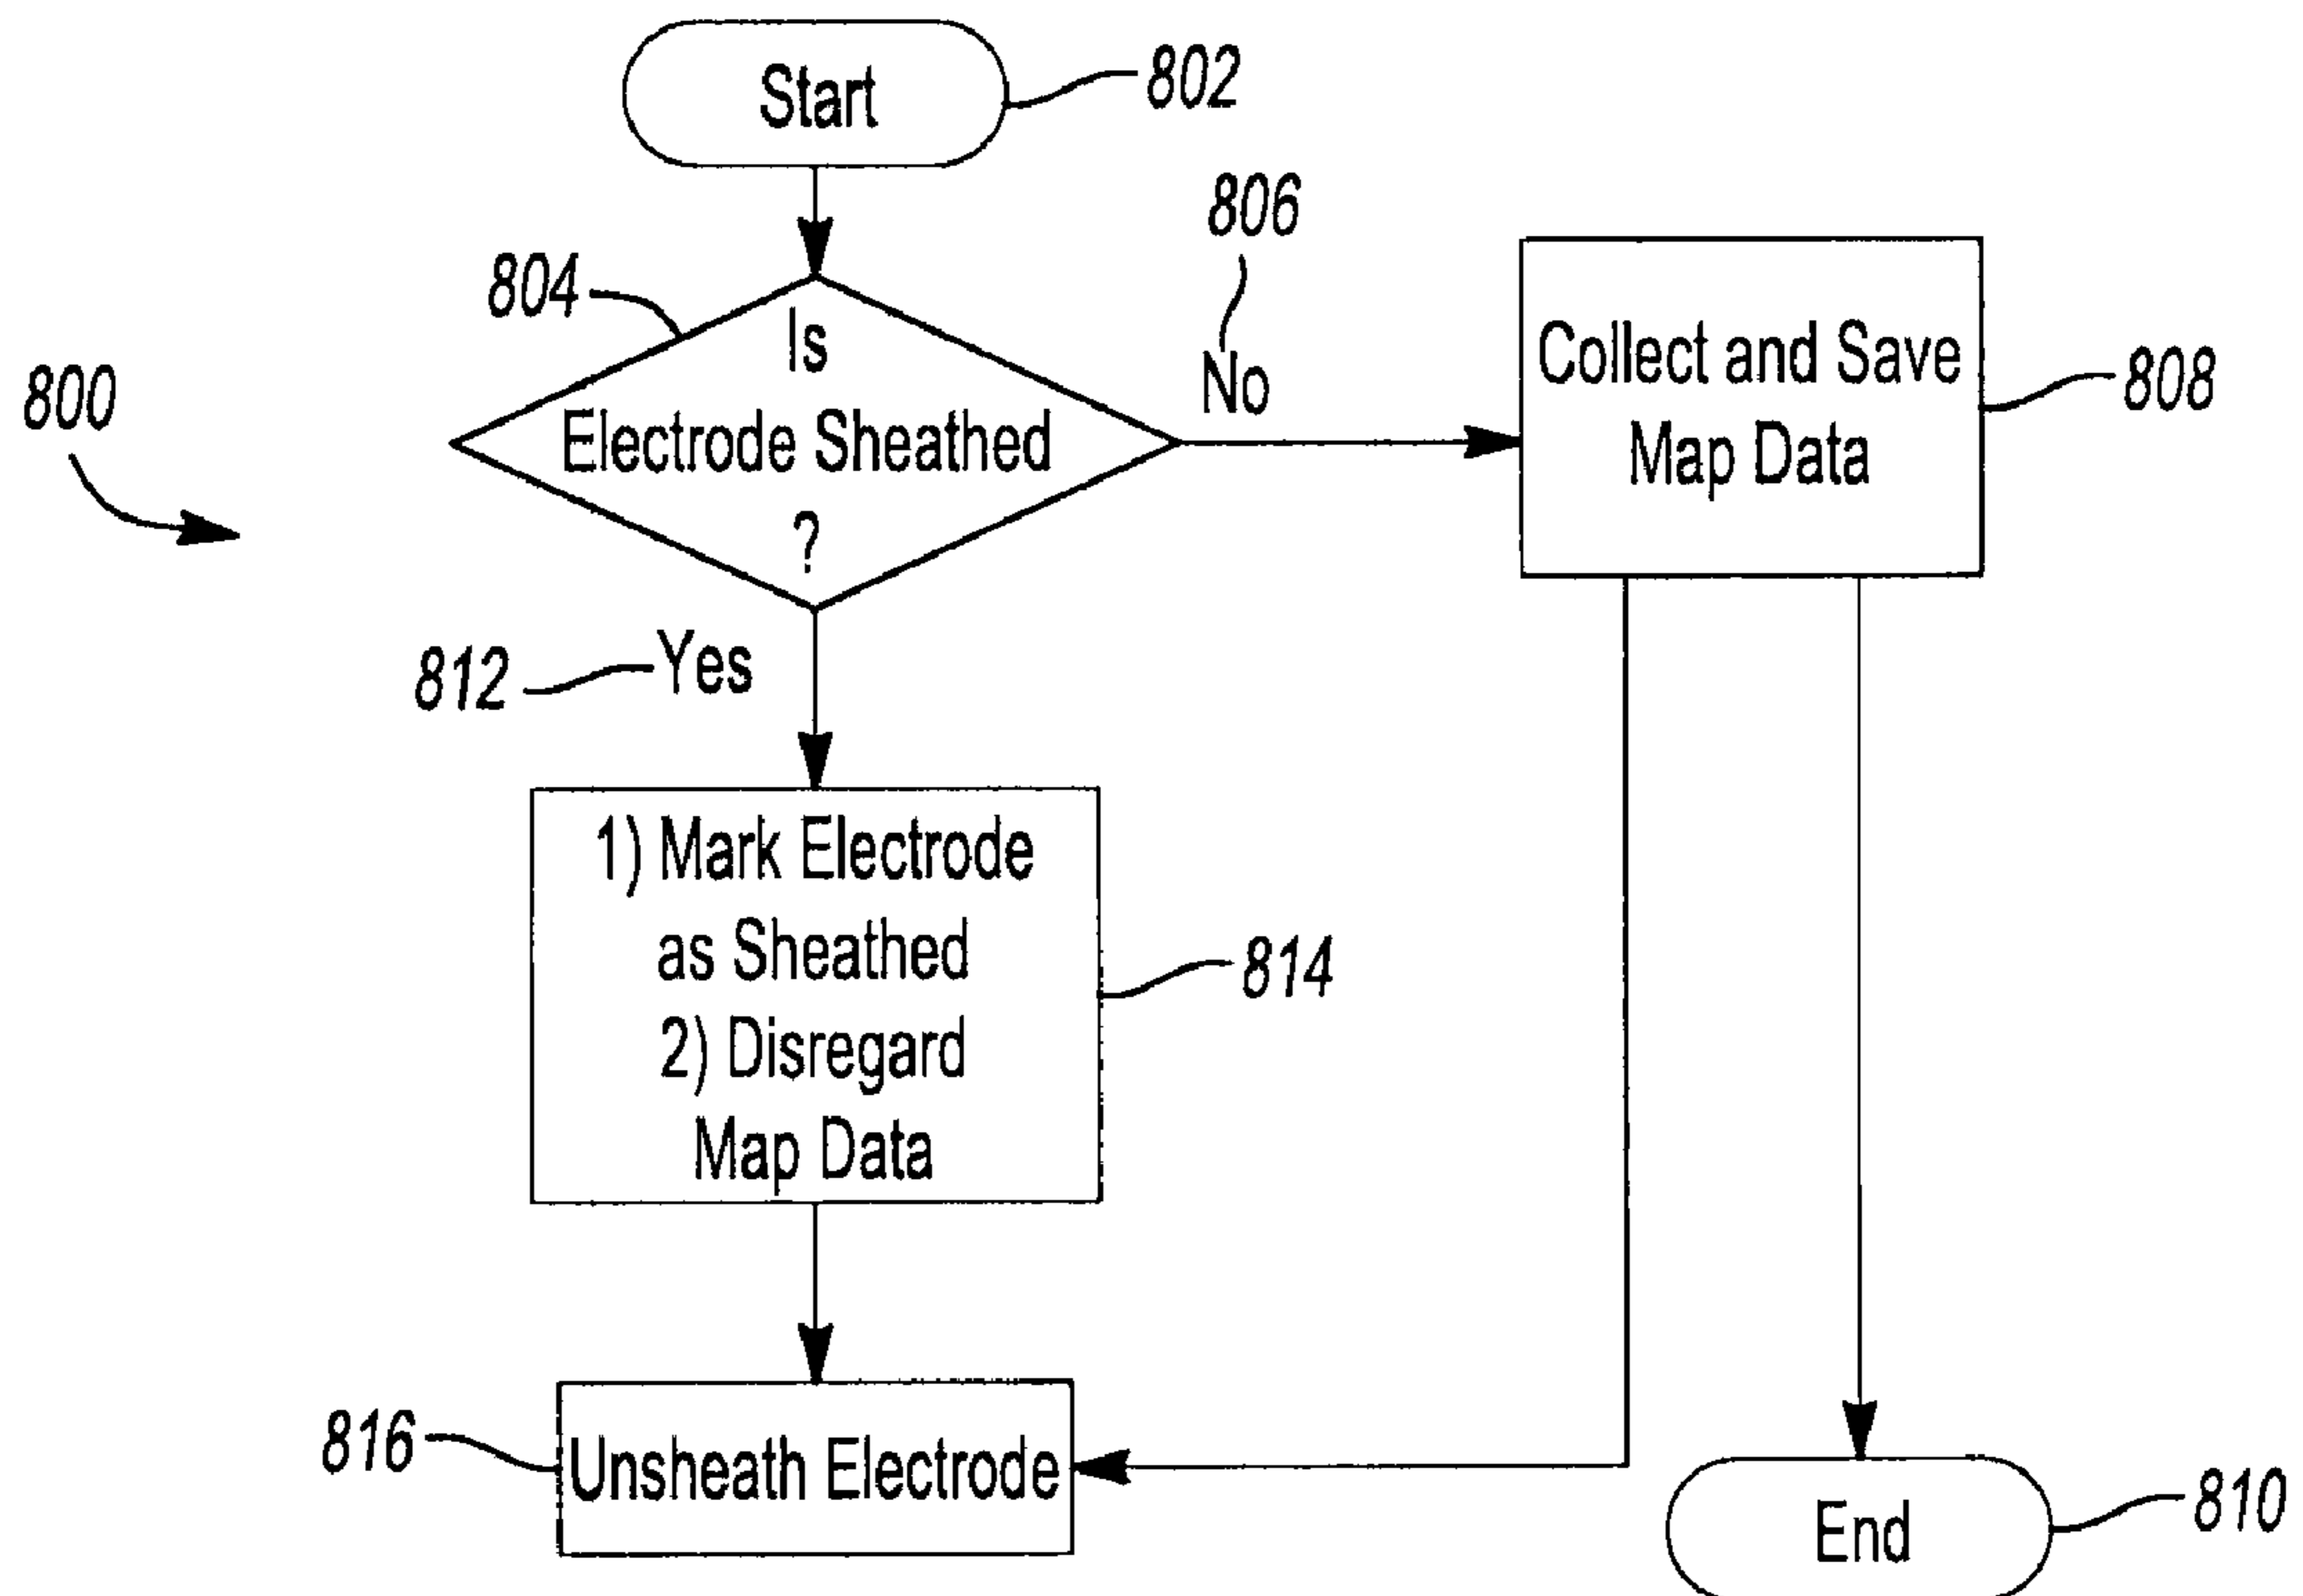 Start
802
806
804
Is
Electrode Sheathed
?
No
800
Collect and Save
Map Data
808
812
Yes
1) Mark Electrode
as Sheathed
2) Disregard
Map Data
814
816
Unsheath Electrode
End
810